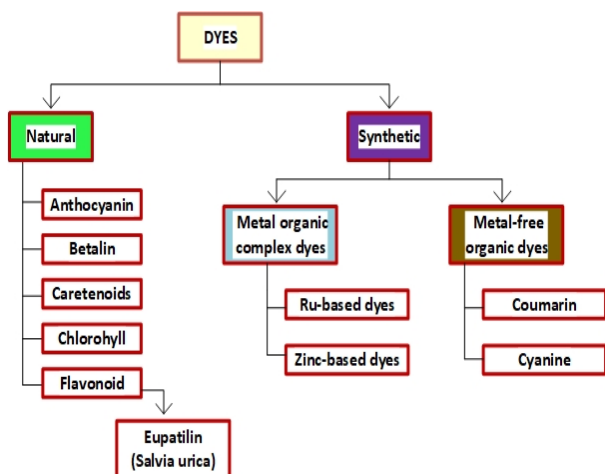 DYES
Natural
Synthetic
Anthocyanin
Betalin
Caretenoids
Chlorohyll
Flavonoid
Eupatilin
(Salvia urica)
Metal organic
complex dyes
Ru-based dyes
Zinc-based dyes
Metal-free
organic dyes
Coumarin
Cyanine